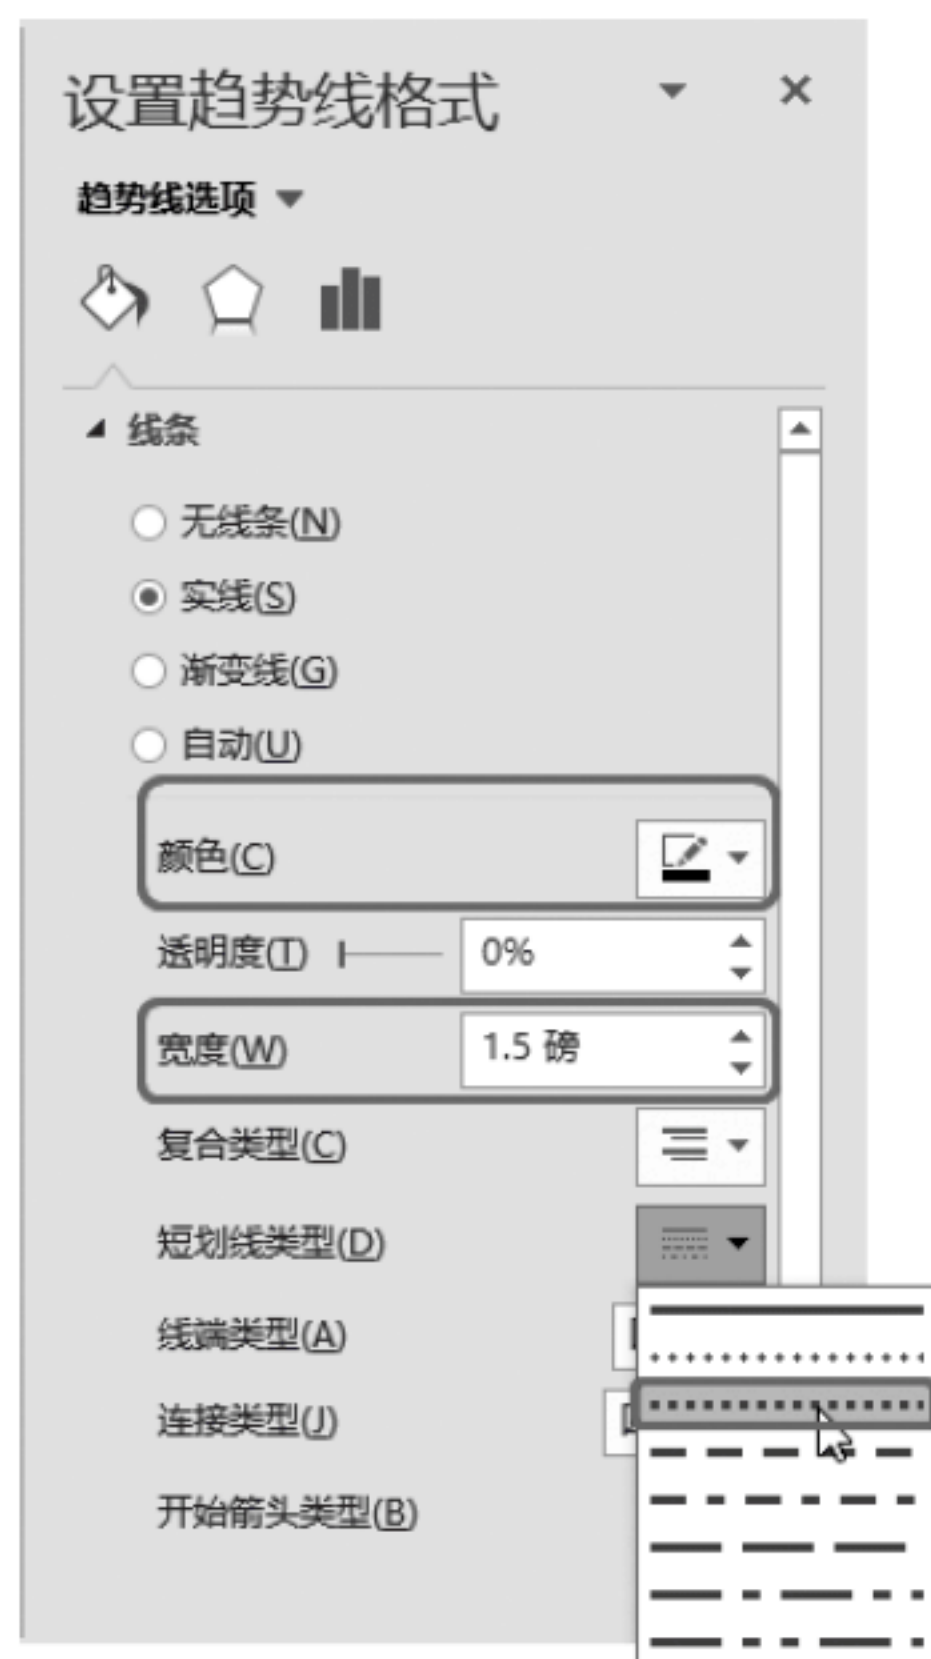 设置趋势线格式
趋势线选项
线条
无线条(N)
实线(S)
渐变线(G)
自动(U)
颜色(C)
透明度(T) 0%
宽度(W) 1.5 磅
复合类型(C)
短划线类型(D)
线端类型(A)
连接类型(J)
开始箭头类型(B)